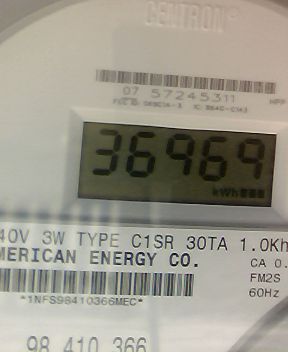 CENTRON®
07 57245311
36969
kWh
40V 3W TYPE C1SR 30TA 1.0Kh
MERICAN ENERGY CO.
CA 0.
FM2S
60Hz
*1NFS98410366MEC*
98 410 366